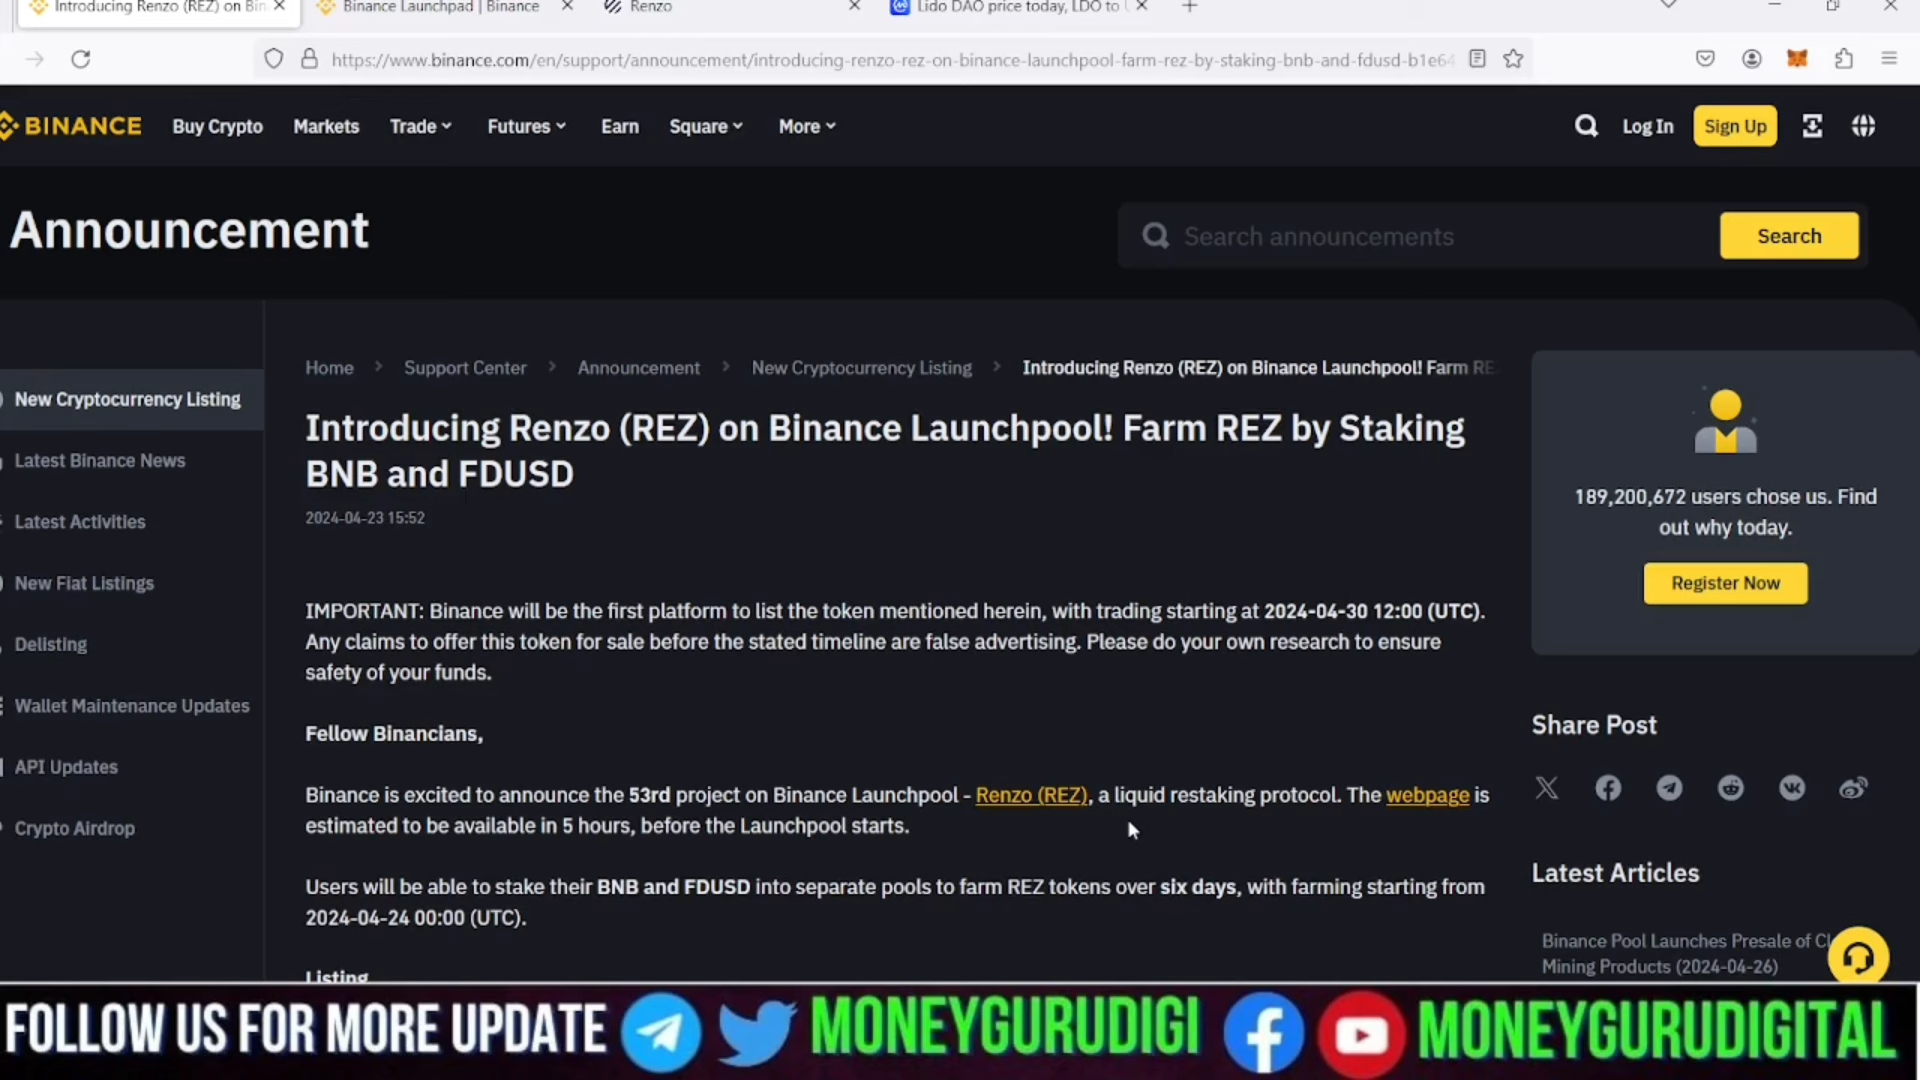 Introducing Renzo (REZ) on Bin
Binance Launchpad | Binance
Renzo
Lido DAO price today, LDO to
https://www.binance.com/en/support/announcement/introducing-renzo-rez-on-binance-launchpool-farm-rez-by-staking-bnb-and-fdusd-b1e64
BINANCE
Buy Crypto
Markets
Trade
Futures
Earn
Square
More
Log In
Sign Up
Announcement
Search announcements
Search
New Cryptocurrency Listing
Latest Binance News
Latest Activities
New Fiat Listings
Delisting
Wallet Maintenance Updates
API Updates
Crypto Airdrop
Home > Support Center > Announcement > New Cryptocurrency Listing > Introducing Renzo (REZ) on Binance Launchpool! Farm RE
Introducing Renzo (REZ) on Binance Launchpool! Farm REZ by Staking
BNB and FDUSD
2024-04-23 15:52
IMPORTANT: Binance will be the first platform to list the token mentioned herein, with trading starting at 2024-04-30 12:00 (UTC).
Any claims to offer this token for sale before the stated timeline are false advertising. Please do your own research to ensure
safety of your funds.
Fellow Binancians,
Binance is excited to announce the 53rd project on Binance Launchpool - Renzo (REZ), a liquid restaking protocol. The webpage is
estimated to be available in 5 hours, before the Launchpool starts.
Users will be able to stake their BNB and FDUSD into separate pools to farm REZ tokens over six days, with farming starting from
2024-04-24 00:00 (UTC).
Listing
189,200,672 users chose us. Find
out why today.
Register Now
Share Post
Latest Articles
Binance Pool Launches Presale of Cl
Mining Products (2024-04-26)
FOLLOW US FOR MORE UPDATE
MONEYGURUDIGI
MONEYGURUDIGITAL